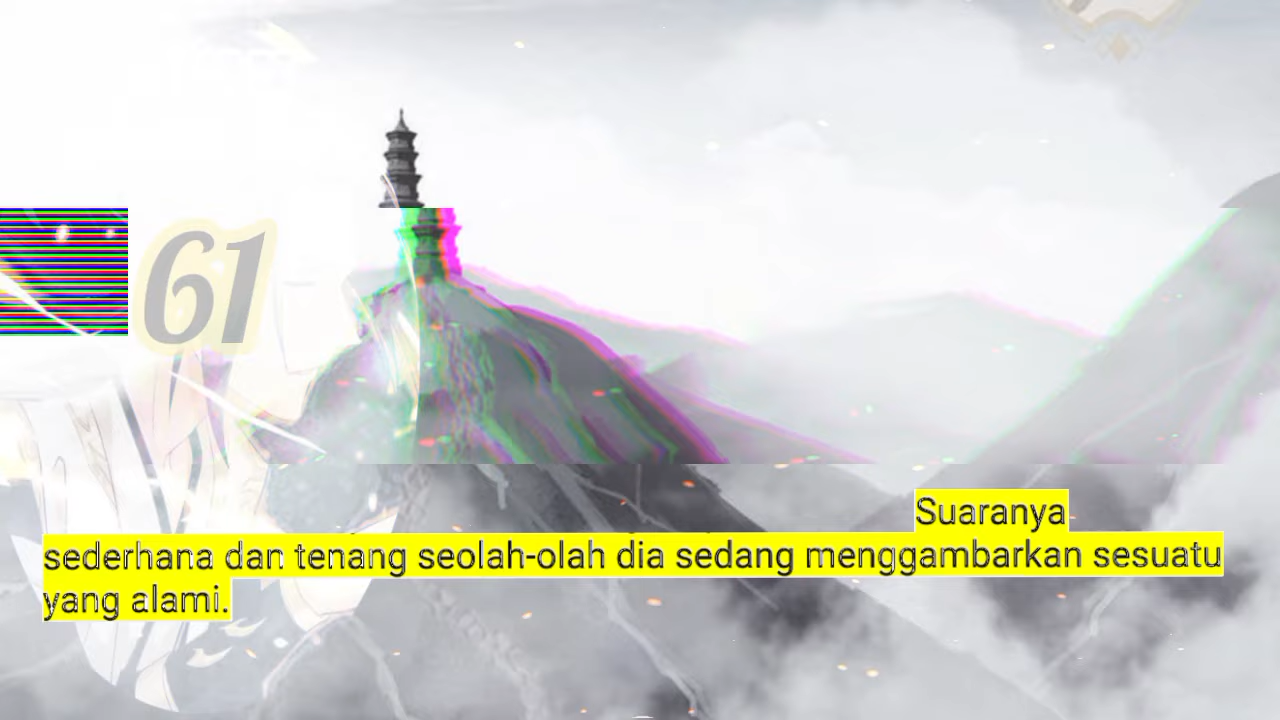 61
Suaranya
sederhana dan tenang seolah-olah dia sedang menggambarkan sesuatu
yang alami.